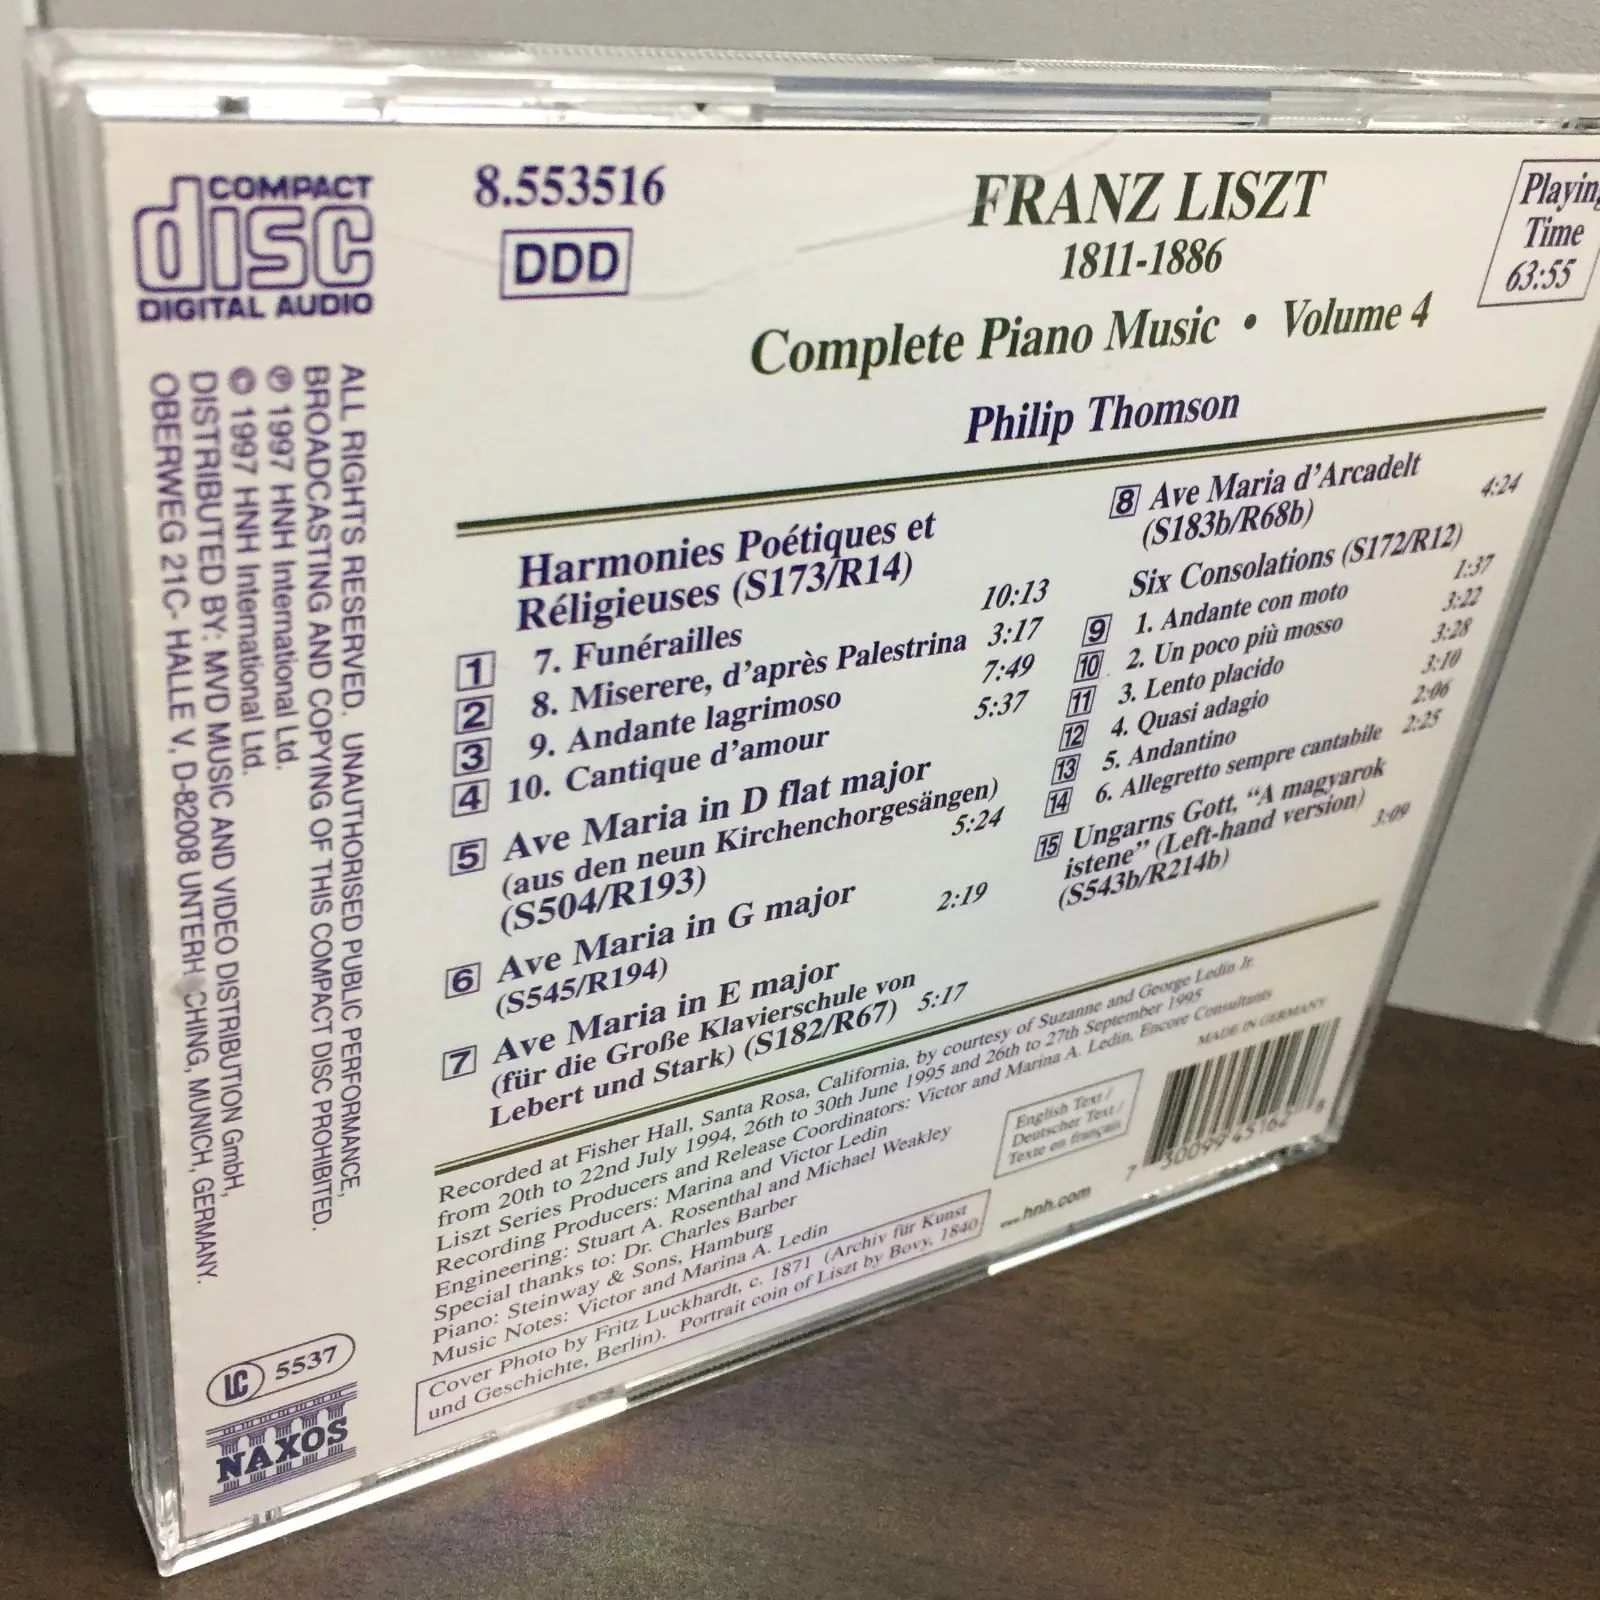 COMPACT
disc
DIGITAL AUDIO
8.553516
DDD
FRANZ LISZT
1811-1886
Complete Piano Music • Volume 4
Philip Thomson
Playing
Time
63:55
Harmonies Poétiques et
Réligieuses (S173/R14)
1 7. Funérailles 10:13
2 8. Miserere, d'après Palestrina 3:17
3 9. Andante lagrimoso 7:49
4 10. Cantique d'amour 5:37
5 Ave Maria in D flat major
(aus den neun Kirchenchorgesängen)
(S504/R193) 5:24
6 Ave Maria in G major 2:19
(S545/R194)
7 Ave Maria in E major
(für die Große Klavierschule von
Lebert und Stark) (S182/R67) 5:17
8 Ave Maria d'Arcadelt 4:24
(S183b/R68b)
Six Consolations (S172/R12)
9 1. Andante con moto 1:37
10 2. Un poco più mosso 3:22
11 3. Lento placido 3:28
12 4. Quasi adagio 3:10
13 5. Andantino 2:06
14 6. Allegretto sempre cantabile 2:25
15 Ungarns Gott, "A magyarok
istene" (Left-hand version) 3:09
(S543b/R214b)
Recorded at Fisher Hall, Santa Rosa, California, by courtesy of Suzanne and George Ledin Jr.
from 20th to 22nd July 1994, 26th to 30th June 1995 and 26th to 27th September 1995
Liszt Series Producers and Release Coordinators: Victor and Marina A. Ledin, Encore Consultants
Recording Producers: Marina and Victor Ledin
Engineering: Stuart A. Rosenthal and Michael Weakley
Special thanks to: Dr. Charles Barber
Piano: Steinway & Sons, Hamburg
Music Notes: Victor and Marina A. Ledin
Cover Photo by Fritz Luckhardt, c. 1871 (Archiv für Kunst
und Geschichte, Berlin). Portrait coin of Liszt by Bovy, 1840
English Text /
Deutscher Text /
Texte en français
hnh.com
MADE IN GERMANY
7 30099 45162 8
ALL RIGHTS RESERVED. UNAUTHORISED PUBLIC PERFORMANCE,
BROADCASTING AND COPYING OF THIS COMPACT DISC PROHIBITED.
℗ 1997 HNH International Ltd.
© 1997 HNH International Ltd.
DISTRIBUTED BY: MVD MUSIC AND VIDEO DISTRIBUTION GmbH,
OBERWEG 21C- HALLE V, D-82008 UNTERH CHING, MUNICH, GERMANY.
LC 5537
NAXOS